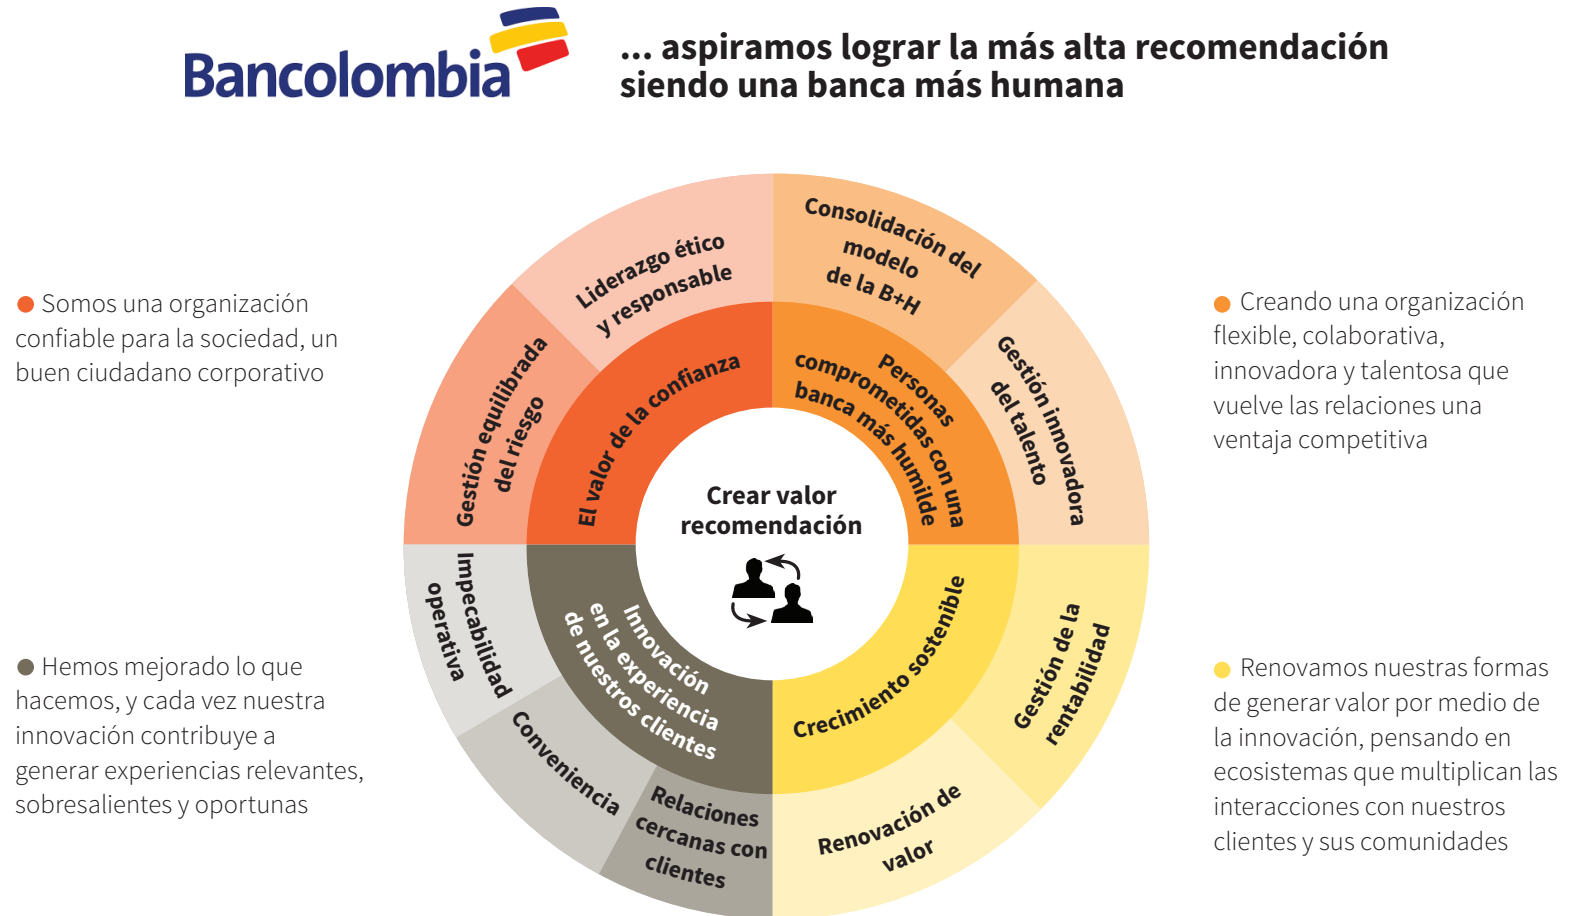 Bancolombia
... aspiramos lograr la más alta recomendación
siendo una banca más humana
Somos una organización
confiable para la sociedad, un
buen ciudadano corporativo
Hemos mejorado lo que
hacemos, y cada vez nuestra
innovación contribuye a
generar experiencias relevantes,
sobresalientes y oportunas
Liderazgo ético
y responsable
Gestión equilibrada
del riesgo
El valor de la confianza
Consolidación del
modelo
de la B+H
Gestión innovadora
del talento
Personas
comprometidas con una
banca más humilde
Crear valor
recomendación
Impecabilidad
operativa
Conveniencia
Relaciones
cercanas con
clientes
Innovación
en la experiencia
de nuestros clientes
Crecimiento sostenible
Gestión de la
rentabilidad
Renovación de
valor
Creando una organización
flexible, colaborativa,
innovadora y talentosa que
vuelve las relaciones una
ventaja competitiva
Renovamos nuestras formas
de generar valor por medio de
la innovación, pensando en
ecosistemas que multiplican las
interacciones con nuestros
clientes y sus comunidades